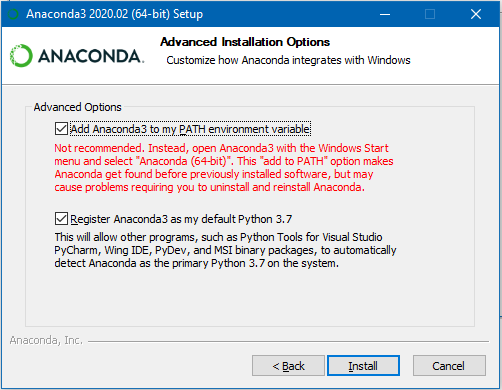 Anaconda3 2020.02 (64-bit) Setup
ANACONDA.
Advanced Installation Options
Customize how Anaconda integrates with Windows
Advanced Options
Add Anaconda3 to my PATH environment variable
Not recommended. Instead, open Anaconda3 with the Windows Start
menu and select "Anaconda (64-bit)". This "add to PATH" option makes
Anaconda get found before previously installed software, but may
cause problems requiring you to uninstall and reinstall Anaconda.
Register Anaconda3 as my default Python 3.7
This will allow other programs, such as Python Tools for Visual Studio
PyCharm, Wing IDE, PyDev, and MSI binary packages, to automatically
detect Anaconda as the primary Python 3.7 on the system.
Anaconda, Inc.
< Back
Install
Cancel